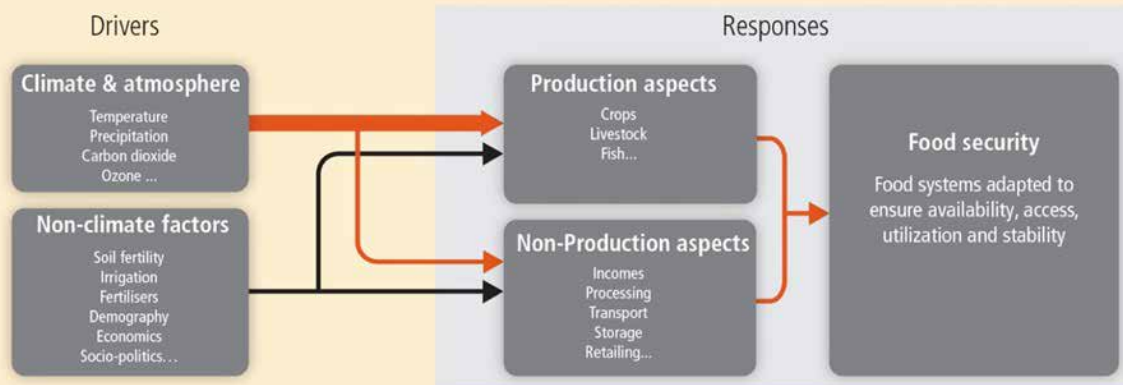 Drivers
Responses
Climate & atmosphere
Temperature
Precipitation
Carbon dioxide
Ozone ...
Non-climate factors
Soil fertility
Irrigation
Fertilisers
Demography
Economics
Socio-politics...
Production aspects
Crops
Livestock
Fish...
Non-Production aspects
Incomes
Processing
Transport
Storage
Retailing...
Food security
Food systems adapted to
ensure availability, access,
utilization and stability